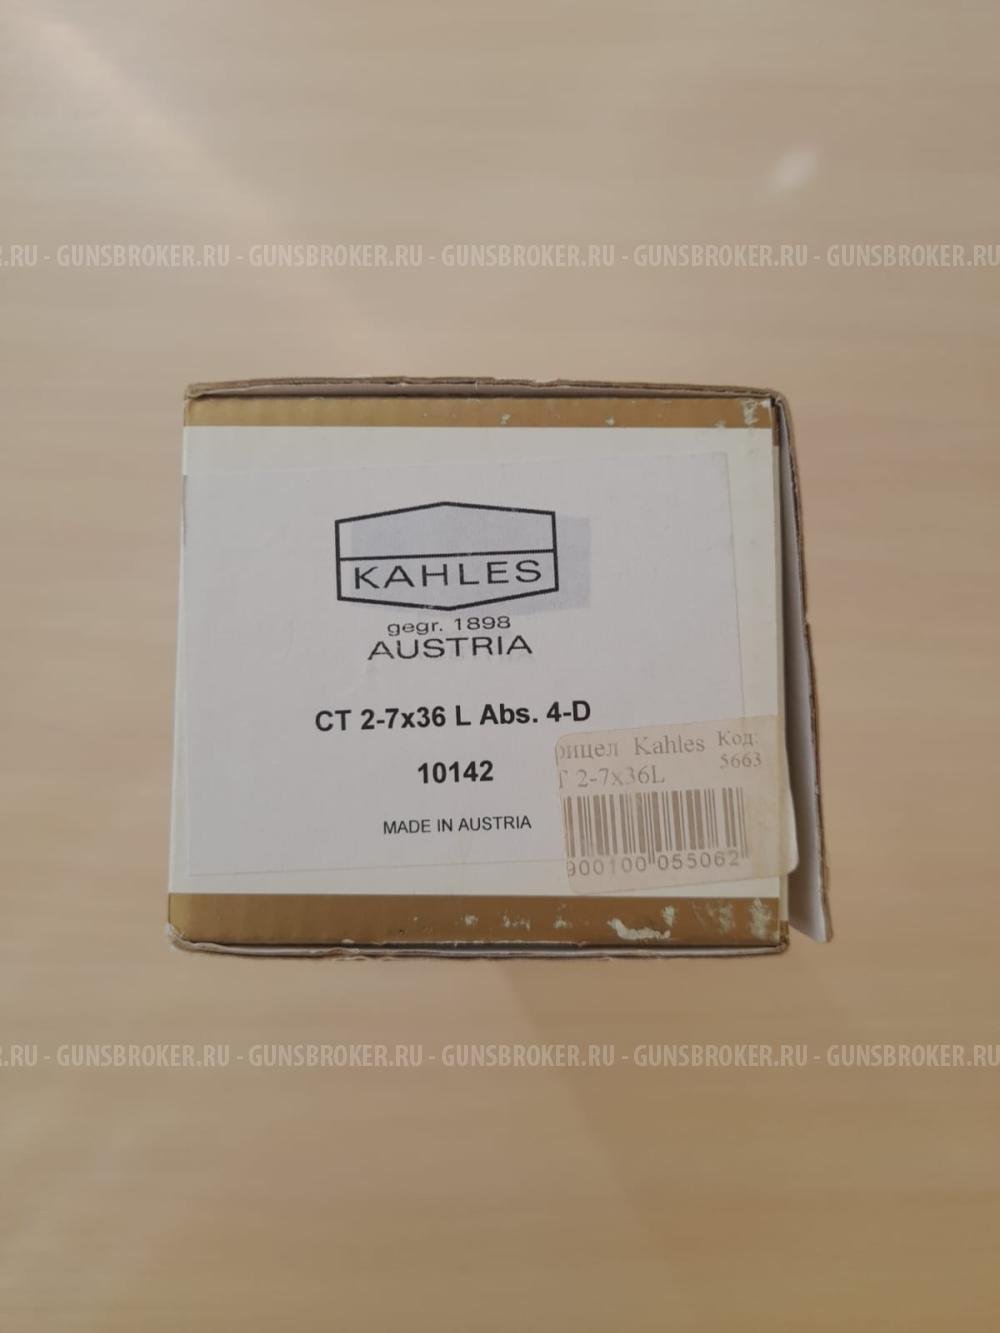 .RU - GUNSBROKER.RU - GUNSBROKER.RU - GUNSBROKER.RU - GUNSBROKER.RU - GUNSBROKER.RU
KAHLES
gegr. 1898
AUSTRIA
CT 2-7x36 L Abs. 4-D
10142
MADE IN AUSTRIA
рицел Kahles Код:
5663
Т 2-7x36L
900100 055062
.RU - GUNSBROKER.RU - GUNSBROKER.RU - GUNSBROKER.RU - GUNSBROKER.RU - GUNSBROKER.RU